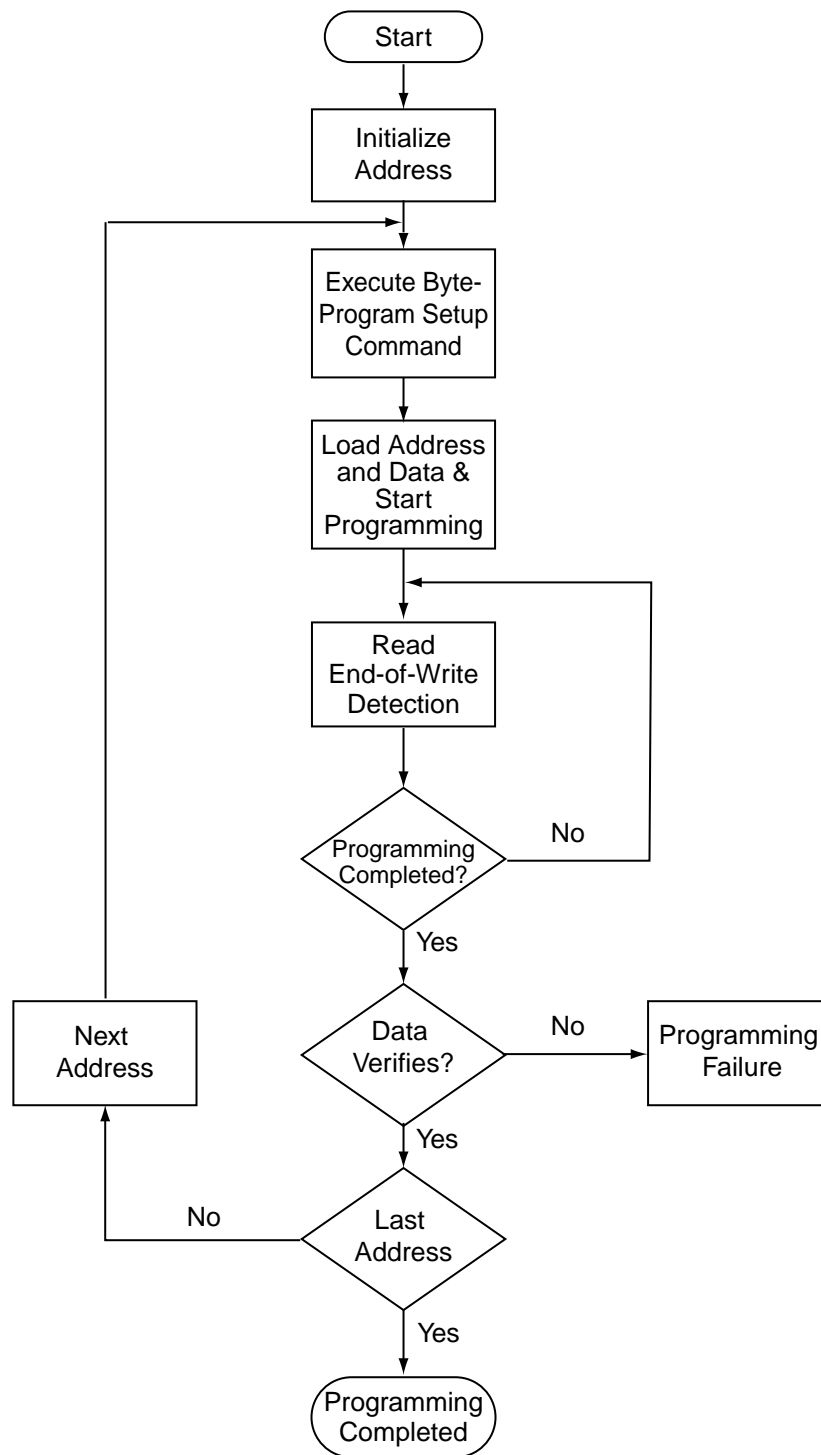 Start
Initialize
Address
Execute Byte-
Program Setup
Command
Load Address
and Data &
Start
Programming
Read
End-of-Write
Detection
Programming
Completed?
No
Yes
Next
Address
Data
Verifies?
No
Programming
Failure
Yes
No
Last
Address
Yes
Programming
Completed